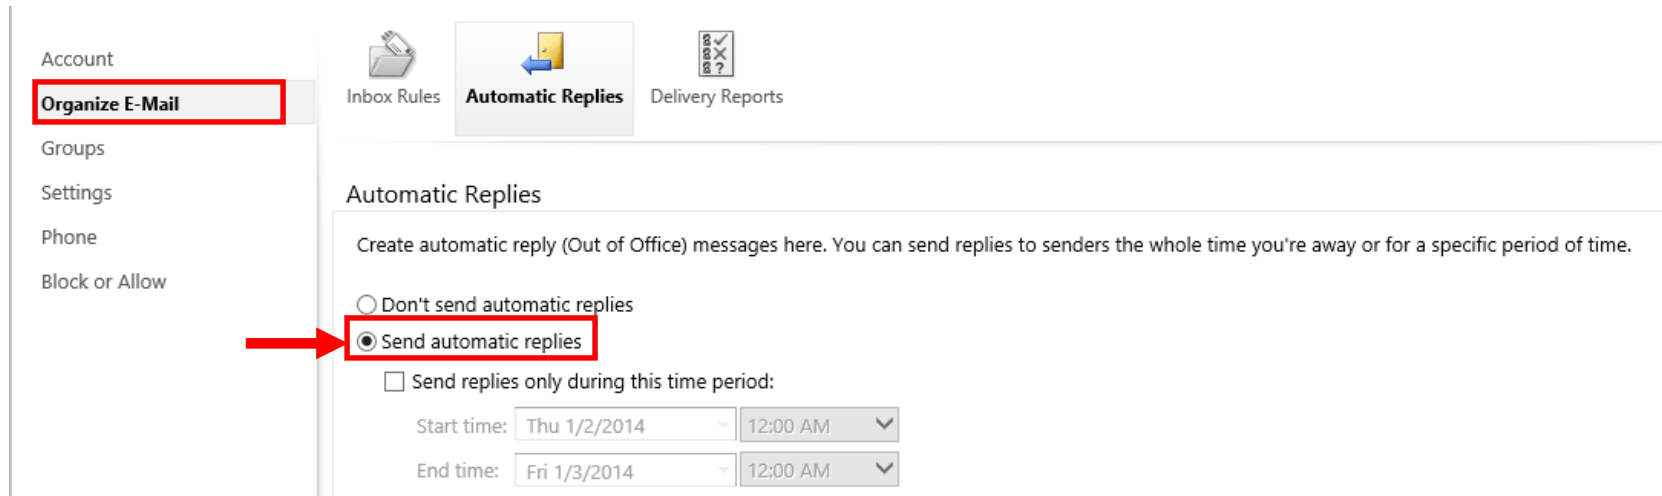 Account
Organize E-Mail
Groups
Settings
Phone
Block or Allow
Inbox Rules
Automatic Replies
Delivery Reports
Automatic Replies
Create automatic reply (Out of Office) messages here. You can send replies to senders the whole time you're away or for a specific period of time.
Don't send automatic replies
Send automatic replies
Send replies only during this time period:
Start time: Thu 1/2/2014 12:00 AM
End time: Fri 1/3/2014 12:00 AM